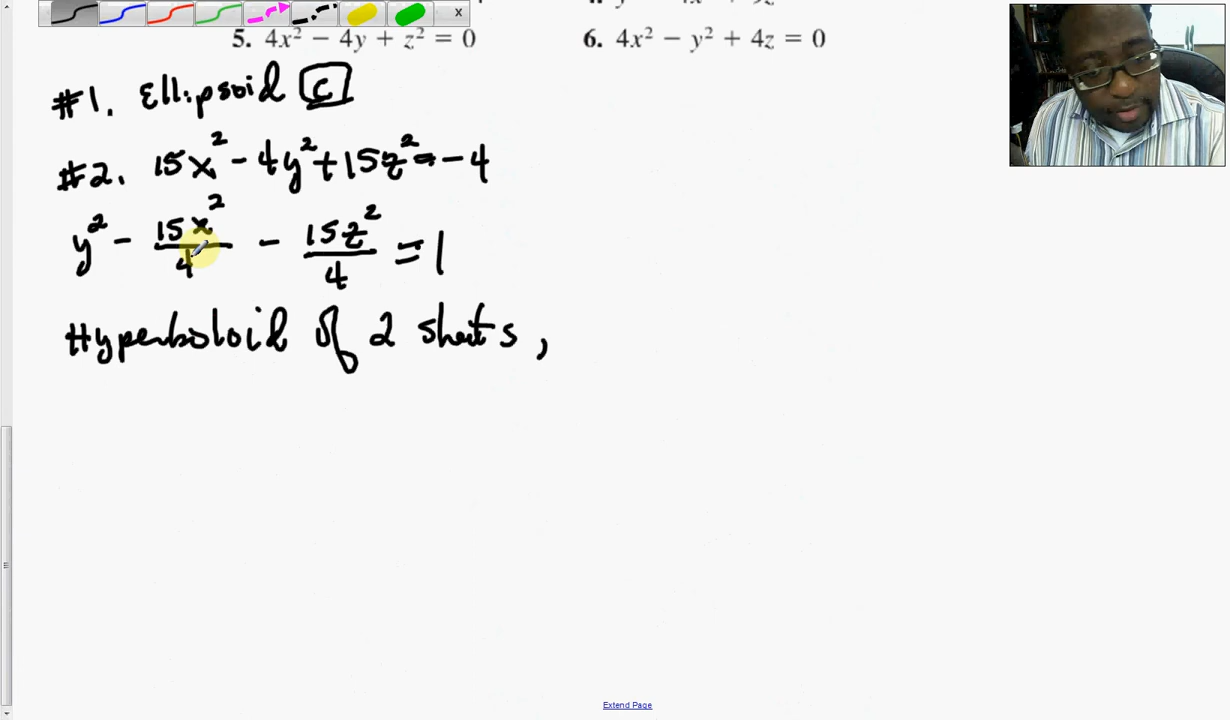 x
5. 4x² − 4y + z² = 0
6. 4x² − y² + 4z = 0
#1. Ellipsoid C
#2. 15x² - 4y² + 15z² = -4
y² - 15x²/4 - 15z²/4 = 1
Hyperboloid of 2 sheets,
Extend Page